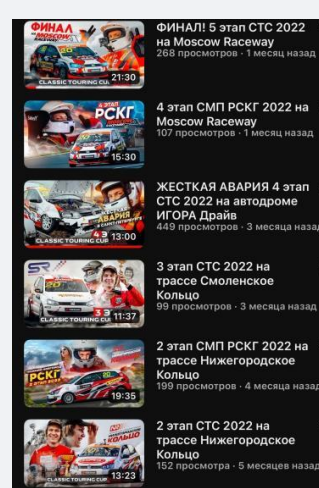 ФИНАЛ
MOSCOW
RACEWAY
CLASSIC TOURING CUP
21:30
ФИНАЛ! 5 этап СТС 2022
на Moscow Raceway
268 просмотров · 1 месяц назад
4 ЭТАП
РСКГ
15:30
4 этап СМП РСКГ 2022 на
Moscow Raceway
107 просмотров · 1 месяц назад
АВАРИЯ
CLASSIC TOURING CUP
13:00
ЖЕСТКАЯ АВАРИЯ 4 этап
СТС 2022 на автодроме
ИГОРА Драйв
449 просмотров · 3 месяца назад
SR
CLASSIC TOURING CUP
11:37
3 этап СТС 2022 на
трассе Смоленское
Кольцо
99 просмотров · 3 месяца назад
РСКГ
19:35
2 этап СМП РСКГ 2022 на
трассе Нижегородское
Кольцо
199 просмотров · 4 месяца назад
КОЛЬЦО
CLASSIC TOURING CUP
13:23
2 этап СТС 2022 на
трассе Нижегородское
Кольцо
152 просмотра · 5 месяцев назад